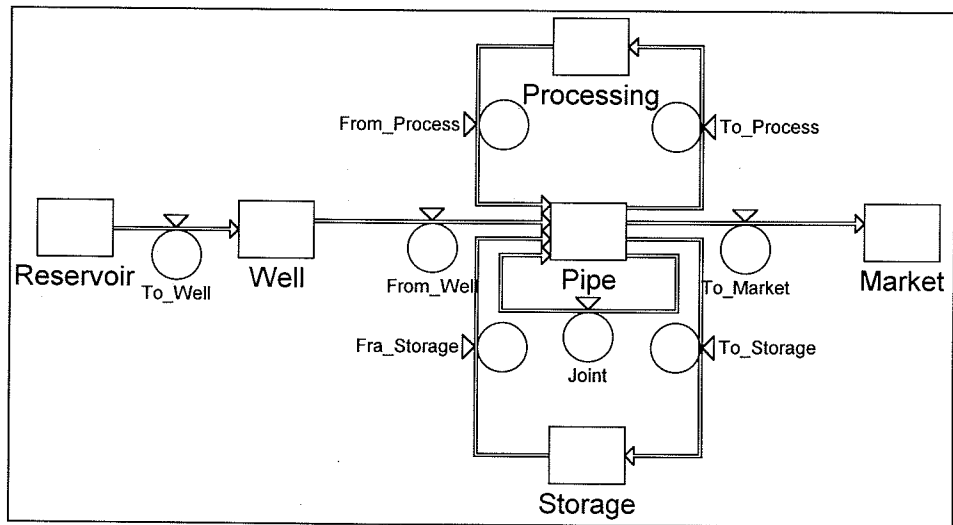 Processing
From_Process
To_Process
Reservoir
To_Well
Well
From_Well
Pipe
To_Market
Market
Fra_Storage
Joint
To_Storage
Storage